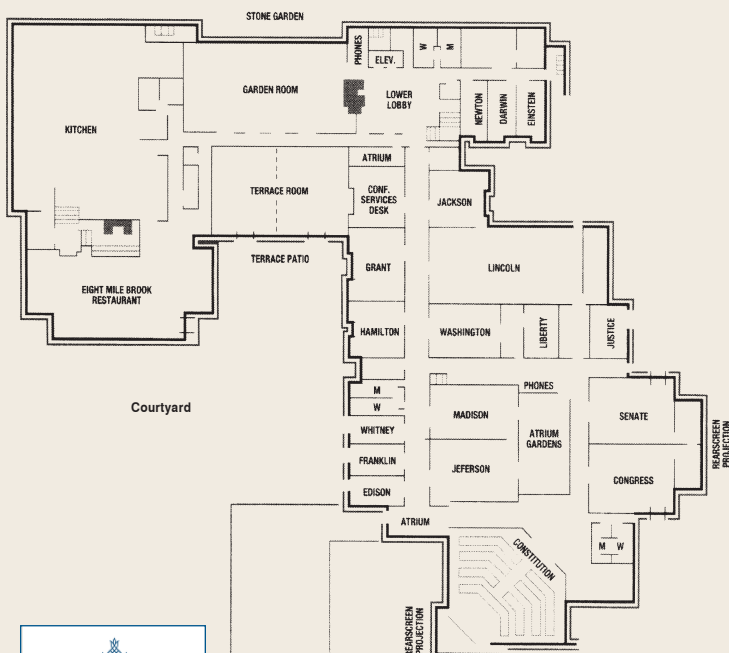 STONE GARDEN
PHONES
ELEV.
W
M
GARDEN ROOM
LOWER
LOBBY
KITCHEN
NEWTON
DARWIN
EINSTEIN
ATRIUM
TERRACE ROOM
CONF.
SERVICES
DESK
JACKSON
TERRACE PATIO
GRANT
LINCOLN
EIGHT MILE BROOK
RESTAURANT
HAMILTON
WASHINGTON
LIBERTY
JUSTICE
PHONES
M
W
Courtyard
MADISON
SENATE
WHITNEY
ATRIUM
GARDENS
REARSCREEN
PROJECTION
FRANKLIN
JEFERSON
CONGRESS
EDISON
ATRIUM
CONSTITUTION
M W
REARSCREEN
PROJECTION